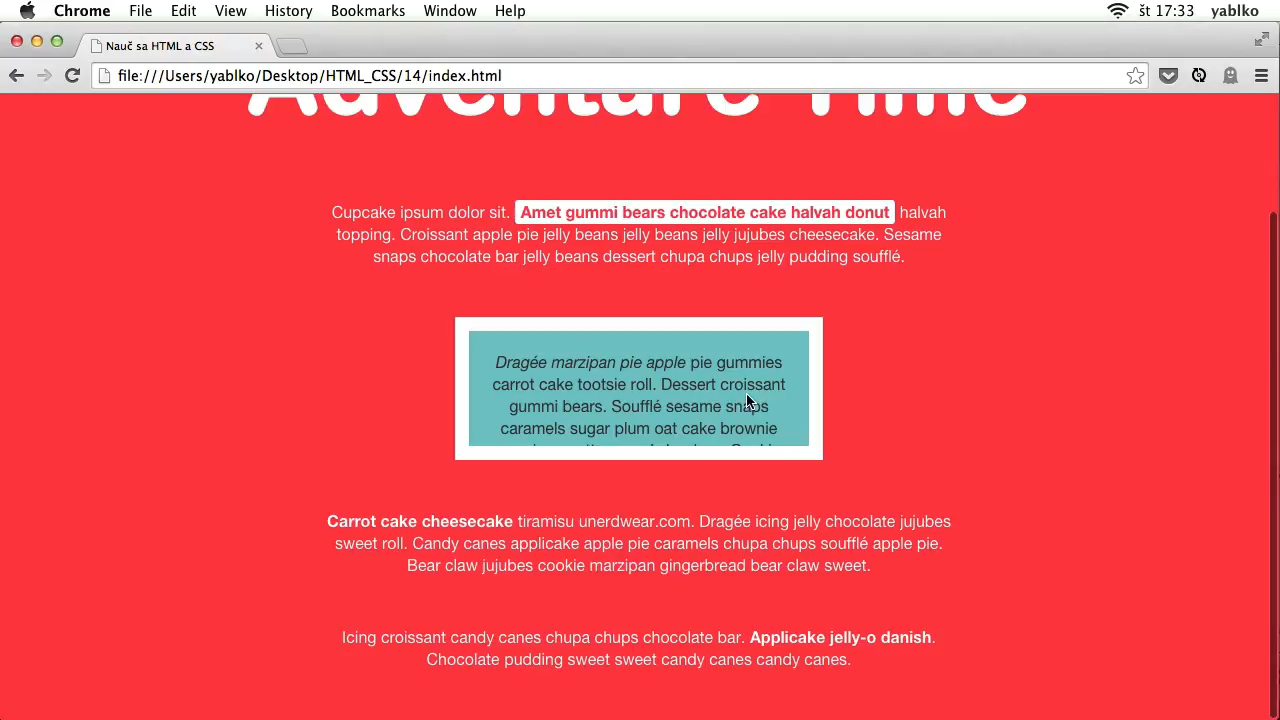 Chrome File Edit View History Bookmarks Window Help št 17:33 yablko
Nauč sa HTML a CSS
file:///Users/yablko/Desktop/HTML_CSS/14/index.html
Adventure Time
Cupcake ipsum dolor sit. Amet gummi bears chocolate cake halvah donut halvah
topping. Croissant apple pie jelly beans jelly beans jelly jujubes cheesecake. Sesame
snaps chocolate bar jelly beans dessert chupa chups jelly pudding soufflé.
Dragée marzipan pie apple pie gummies
carrot cake tootsie roll. Dessert croissant
gummi bears. Soufflé sesame snaps
caramels sugar plum oat cake brownie
Carrot cake cheesecake tiramisu unerdwear.com. Dragée icing jelly chocolate jujubes
sweet roll. Candy canes applicake apple pie caramels chupa chups soufflé apple pie.
Bear claw jujubes cookie marzipan gingerbread bear claw sweet.
Icing croissant candy canes chupa chups chocolate bar. Applicake jelly-o danish.
Chocolate pudding sweet sweet candy canes candy canes.